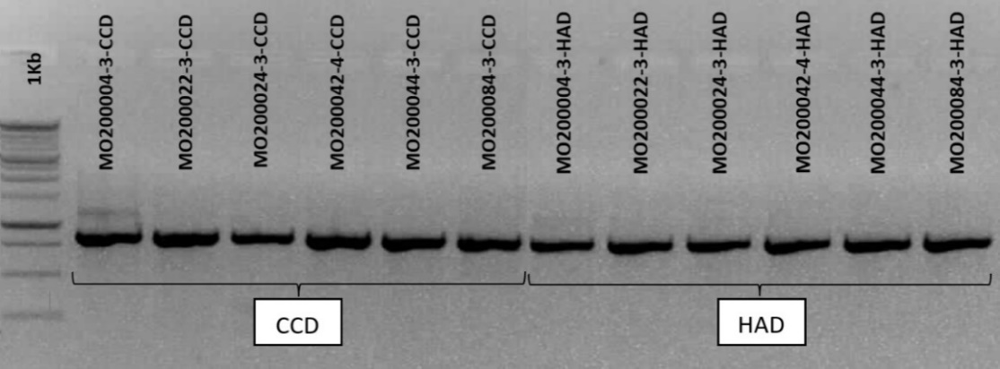 1Kb
MO200004-3-CCD
MO200022-3-CCD
MO200024-3-CCD
MO200042-4-CCD
MO200044-3-CCD
MO200084-3-CCD
MO200004-3-HAD
MO200022-3-HAD
MO200024-3-HAD
MO200042-4-HAD
MO200044-3-HAD
MO200084-3-HAD
CCD
HAD